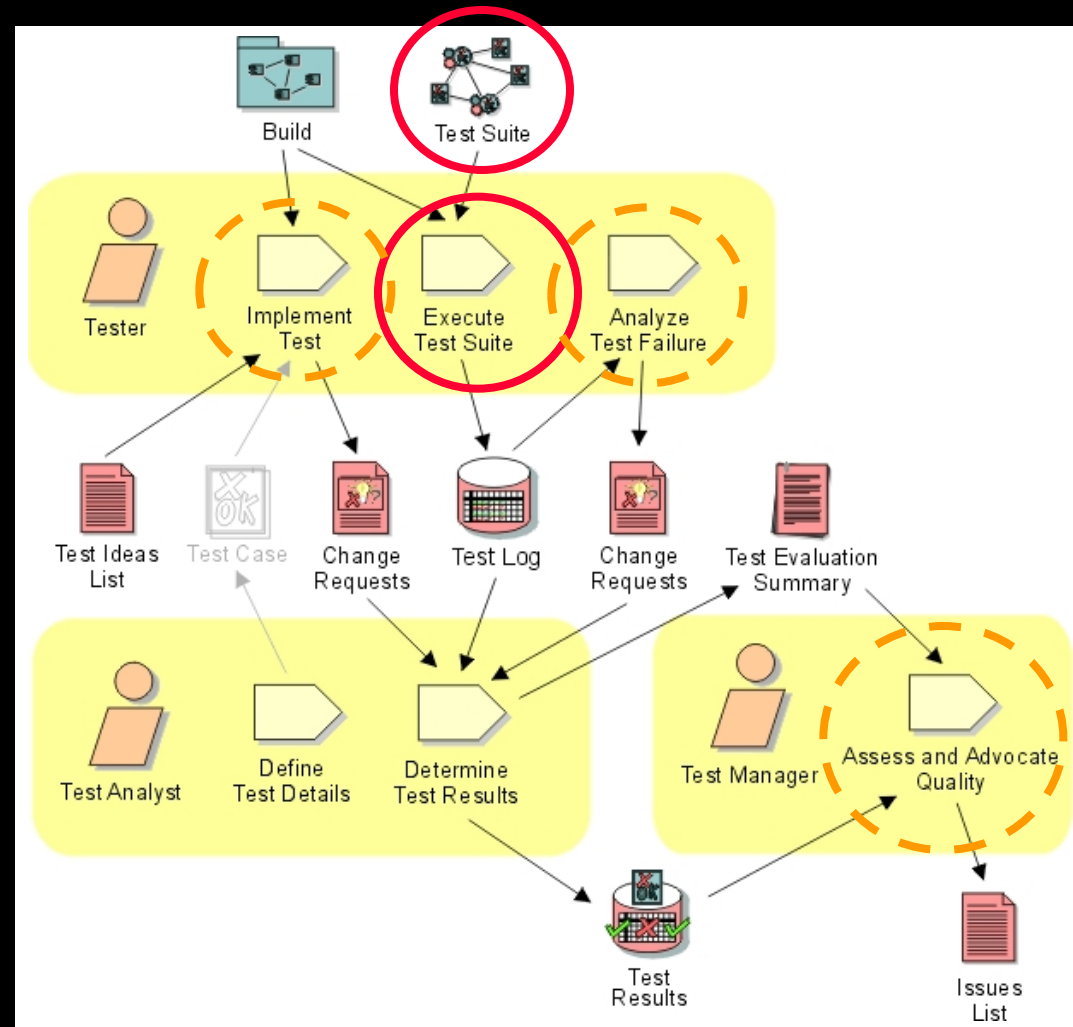 Build
Test Suite
Tester
Implement
Test
Execute
Test Suite
Analyze
Test Failure
Test Ideas
List
Test Case
Change
Requests
Test Log
Change
Requests
Test Evaluation
Summary
Test Analyst
Define
Test Details
Determine
Test Results
Test Manager
Assess and Advocate
Quality
Test
Results
Issues
List
X
OK
X
OK